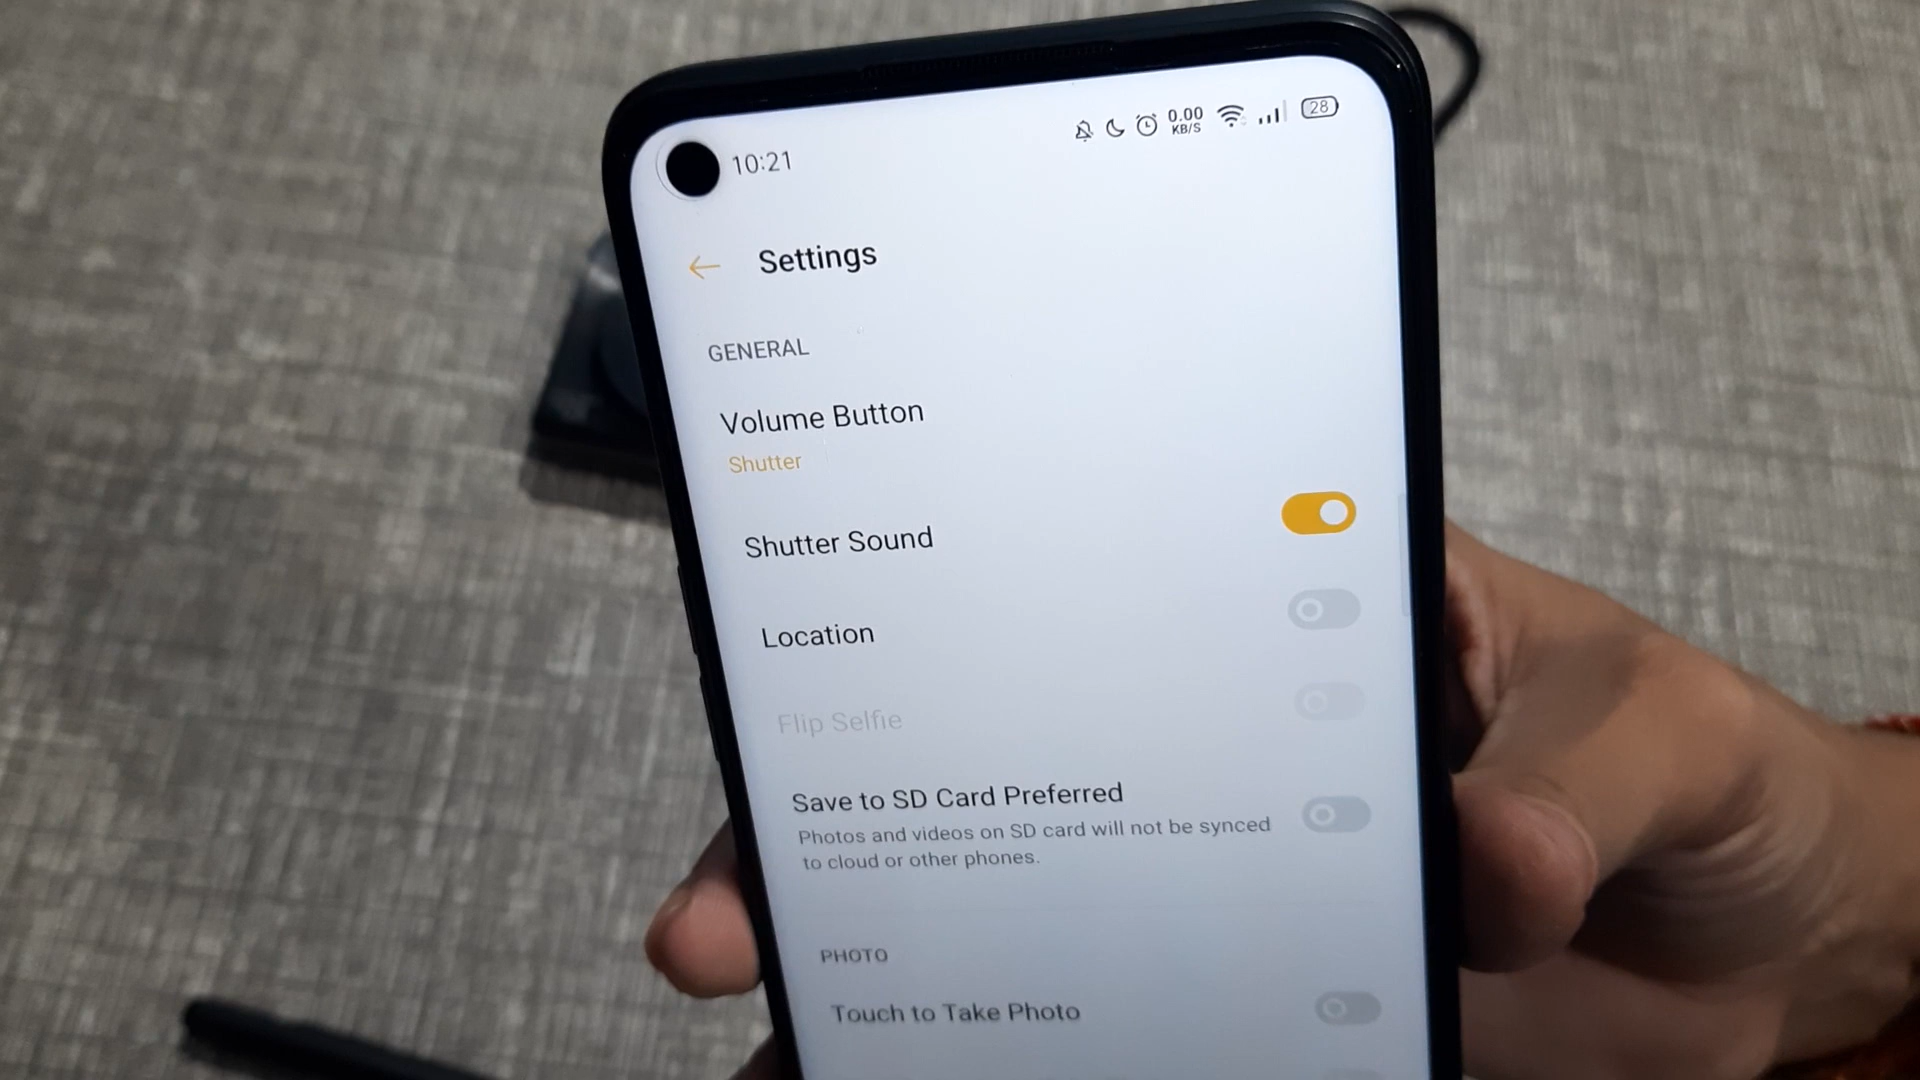 10:21
0.00
KB/S
28
Settings
GENERAL
Volume Button
Shutter
Shutter Sound
Location
Flip Selfie
Save to SD Card Preferred
Photos and videos on SD card will not be synced
to cloud or other phones.
PHOTO
Touch to Take Photo